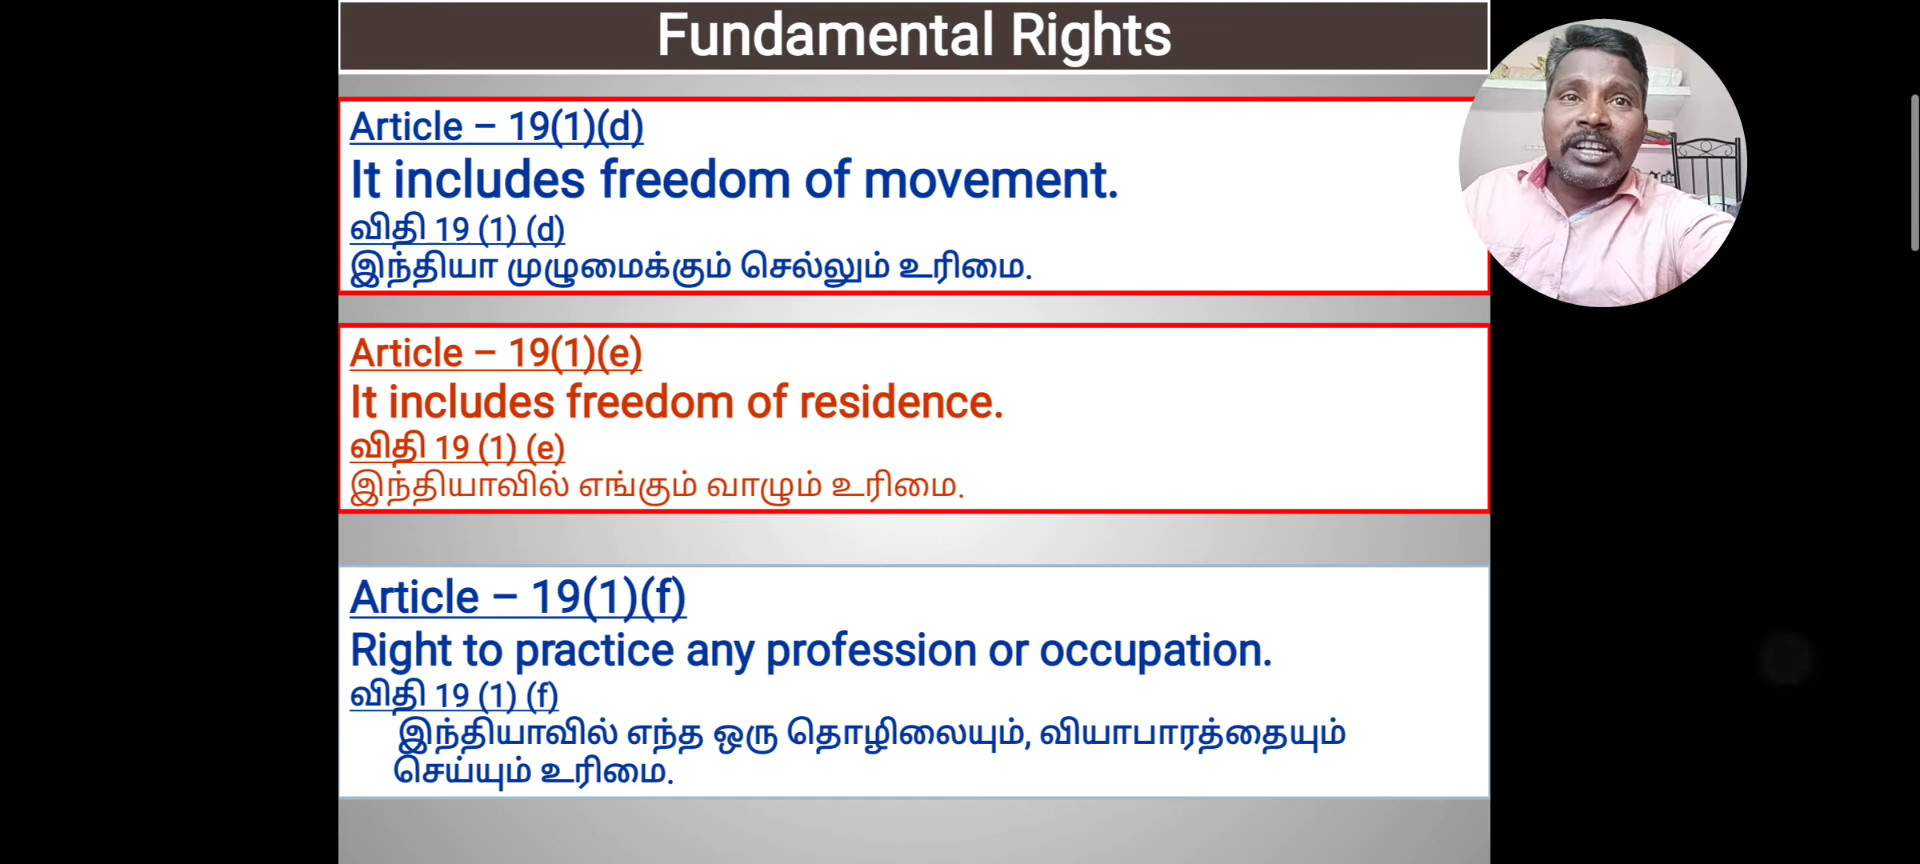 Fundamental Rights
Article – 19(1)(d)
It includes freedom of movement.
விதி 19 (1) (d)
இந்தியா முழுமைக்கும் செல்லும் உரிமை.
Article – 19(1)(e)
It includes freedom of residence.
விதி 19 (1) (e)
இந்தியாவில் எங்கும் வாழும் உரிமை.
Article – 19(1)(f)
Right to practice any profession or occupation.
விதி 19 (1) (f)
இந்தியாவில் எந்த ஒரு தொழிலையும், வியாபாரத்தையும்
செய்யும் உரிமை.